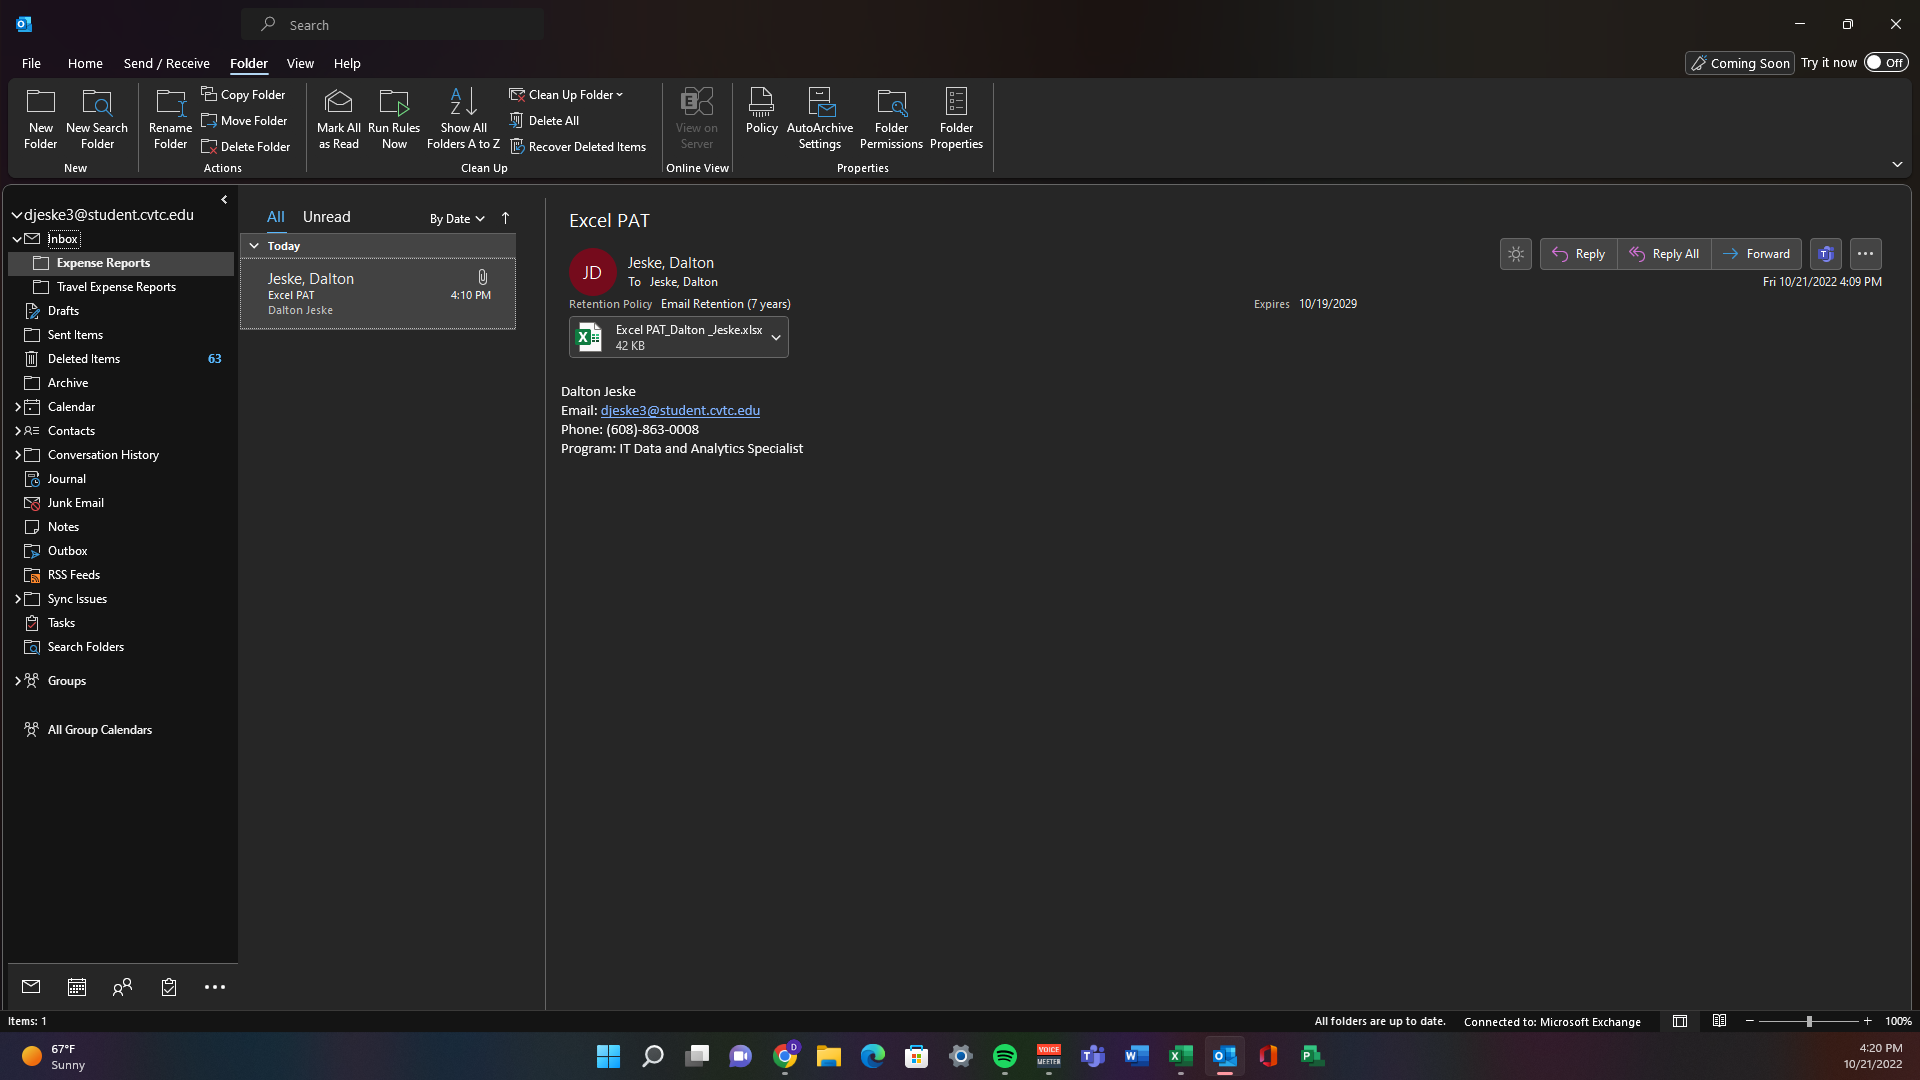 Search
File Home Send / Receive Folder View Help
Coming Soon Try it now Off
New Folder
New Search Folder
New
Rename Folder
Copy Folder
Move Folder
Delete Folder
Actions
Mark All as Read
Run Rules Now
Show All Folders A to Z
Clean Up Folder
Delete All
Recover Deleted Items
Clean Up
View on Server
Online View
Policy
AutoArchive Settings
Folder Permissions
Folder Properties
Properties
djeske3@student.cvtc.edu
Inbox
Expense Reports
Travel Expense Reports
Drafts
Sent Items
Deleted Items 63
Archive
Calendar
Contacts
Conversation History
Journal
Junk Email
Notes
Outbox
RSS Feeds
Sync Issues
Tasks
Search Folders
Groups
All Group Calendars
All Unread By Date
Today
Jeske, Dalton
Excel PAT 4:10 PM
Dalton Jeske
Excel PAT
JD
Jeske, Dalton
To Jeske, Dalton
Reply Reply All Forward
Fri 10/21/2022 4:09 PM
Retention Policy Email Retention (7 years) Expires 10/19/2029
Excel PAT_Dalton _Jeske.xlsx
42 KB
Dalton Jeske
Email: djeske3@student.cvtc.edu
Phone: (608)-863-0008
Program: IT Data and Analytics Specialist
Items: 1
All folders are up to date. Connected to: Microsoft Exchange 100%
67°F
Sunny
D
VOICE
MEETER
4:20 PM
10/21/2022